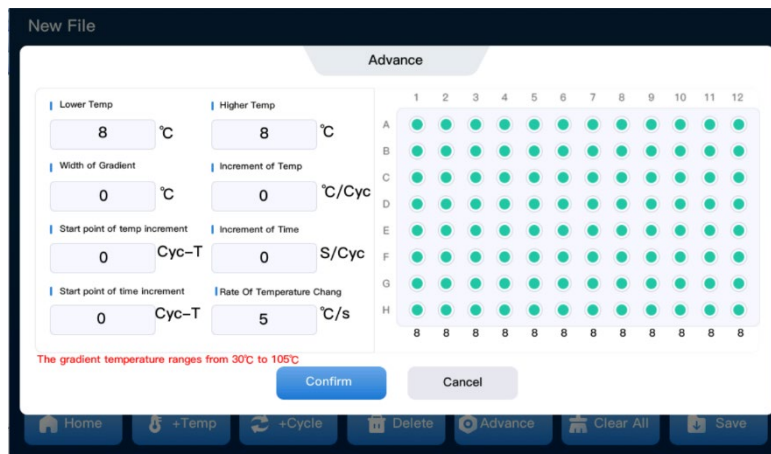 New File
Advance
Lower Temp
Higher Temp
8 ℃
8 ℃
Width of Gradient
Increment of Temp
0 ℃
0 ℃/Cyc
Start point of temp increment
Increment of Time
0 Cyc-T
0 S/Cyc
Start point of time increment
Rate Of Temperature Chang
0 Cyc-T
5 ℃/s
1 2 3 4 5 6 7 8 9 10 11 12
A
B
C
D
E
F
G
H
8 8 8 8 8 8 8 8 8 8 8 8
The gradient temperature ranges from 30℃ to 105℃
Confirm
Cancel
Home
+Temp
+Cycle
Delete
Advance
Clear All
Save